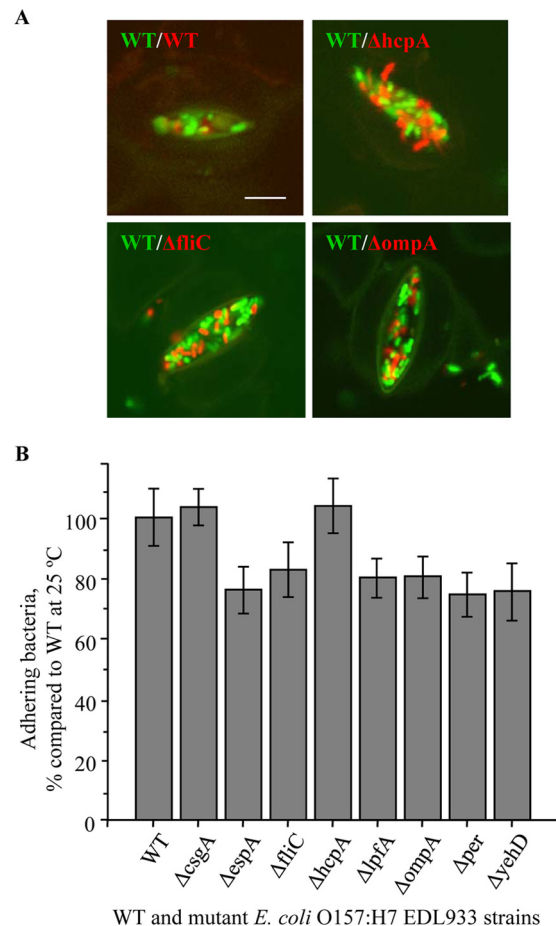 A
WT/WT
WT/ΔhcpA
WT/ΔfliC
WT/ΔompA
B
Adhering bacteria,
% compared to WT at 25 ºC
100
80
60
40
20
0
WT
ΔcsgA
ΔespA
ΔfliC
ΔhcpA
ΔlpfA
ΔompA
Δper
ΔyehD
WT and mutant E. coli O157:H7 EDL933 strains